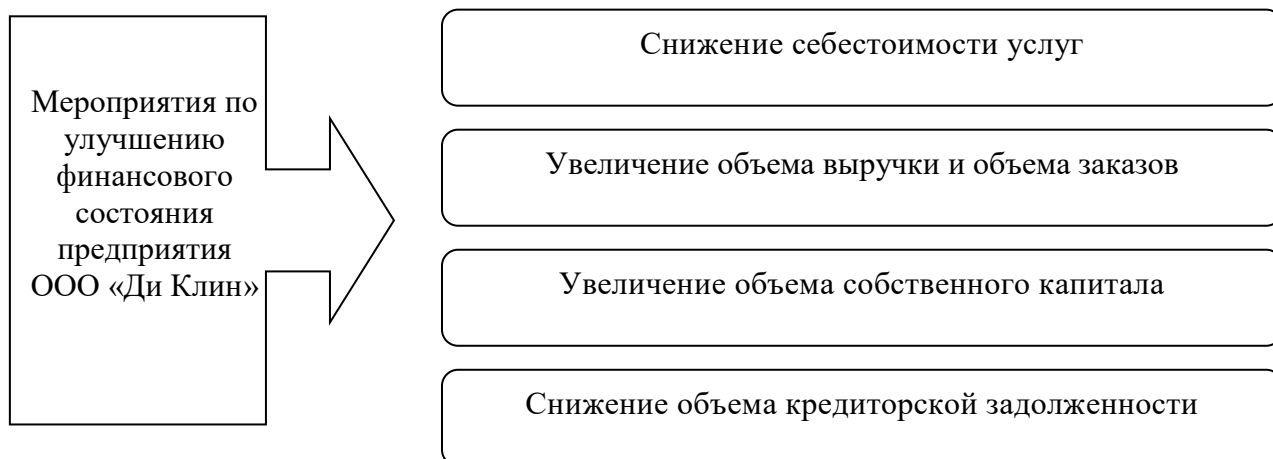 Мероприятия по
улучшению
финансового
состояния
предприятия
ООО «Ди Клин»
Снижение себестоимости услуг
Увеличение объема выручки и объема заказов
Увеличение объема собственного капитала
Снижение объема кредиторской задолженности